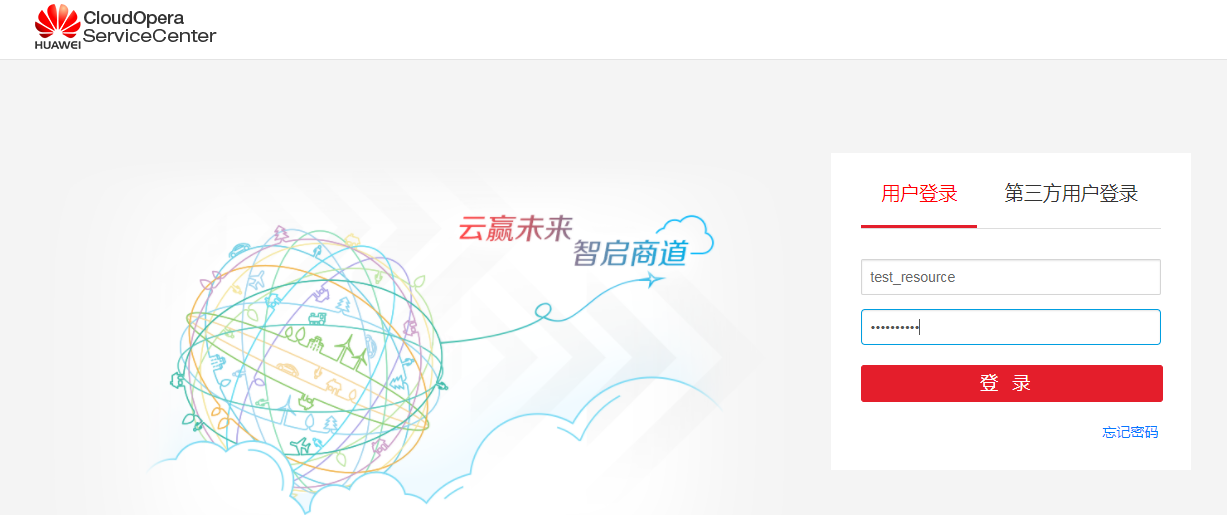 HUAWEI
CloudOpera
ServiceCenter
云赢未来
智启商道
用户登录
第三方用户登录
test_resource
••••••••••
登 录
忘记密码